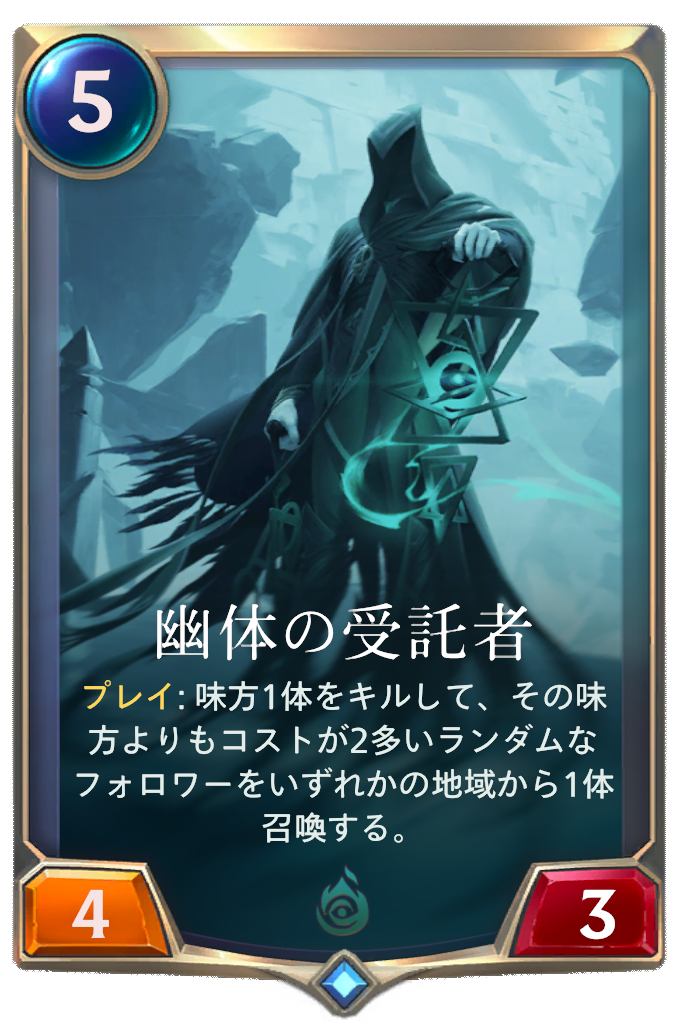 5
幽体の受託者
プレイ: 味方1体をキルして、その味
方よりもコストが2多いランダムな
フォロワーをいずれかの地域から1体
召喚する。
4
3